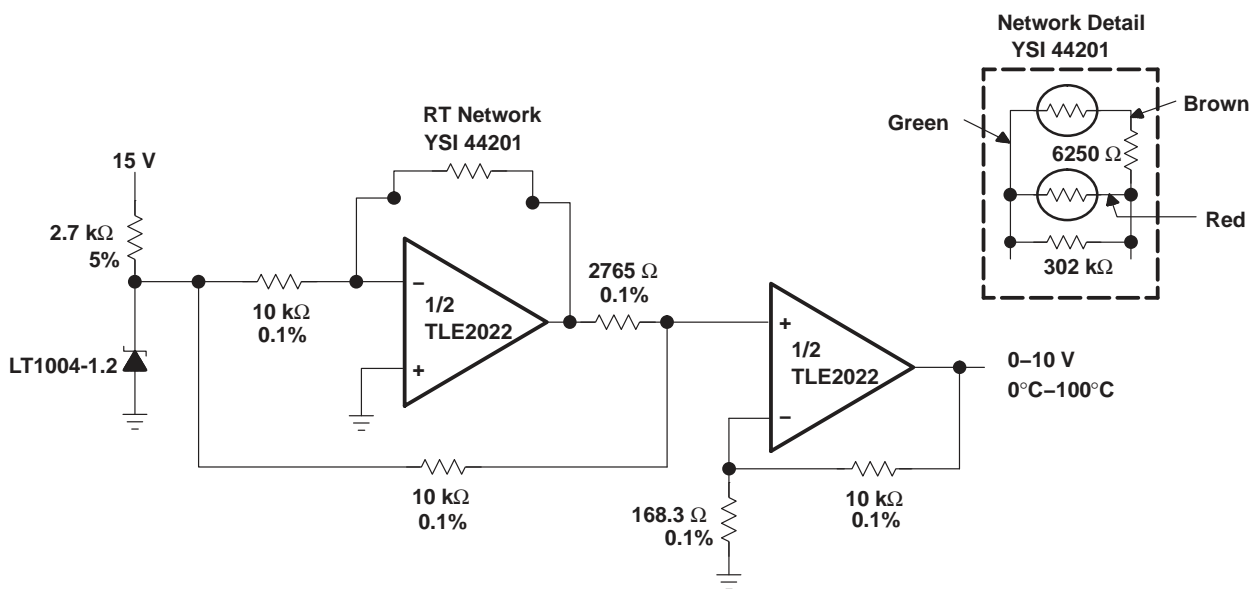 Network Detail
YSI 44201
Brown
Green
6250 Ω
Red
302 kΩ
RT Network
YSI 44201
15 V
2.7 kΩ
5%
10 kΩ
0.1%
LT1004-1.2
−
1/2
TLE2022
+
2765 Ω
0.1%
+
1/2
TLE2022
−
0–10 V
0°C–100°C
10 kΩ
0.1%
168.3 Ω
0.1%
10 kΩ
0.1%